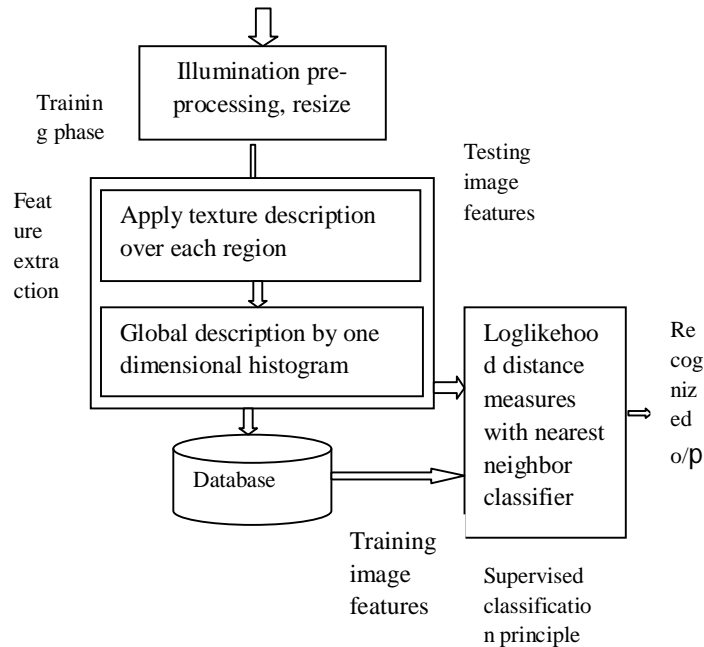 Illumination pre-
processing, resize
Trainin
g phase
Testing
image
features
Feat
ure
extra
ction
Apply texture description
over each region
Global description by one
dimensional histogram
Loglikehoo
d distance
measures
with nearest
neighbor
classifier
Re
cog
niz
ed
o/p
Database
Training
image
features
Supervised
classificatio
n principle